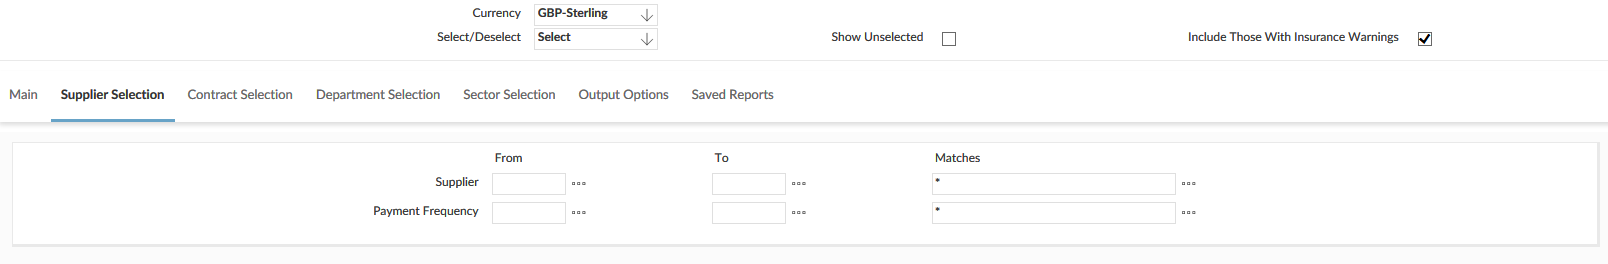 Currency GBP-Sterling
Select/Deselect Select Show Unselected Include Those With Insurance Warnings
Main Supplier Selection Contract Selection Department Selection Sector Selection Output Options Saved Reports
From To Matches
Supplier *
Payment Frequency *